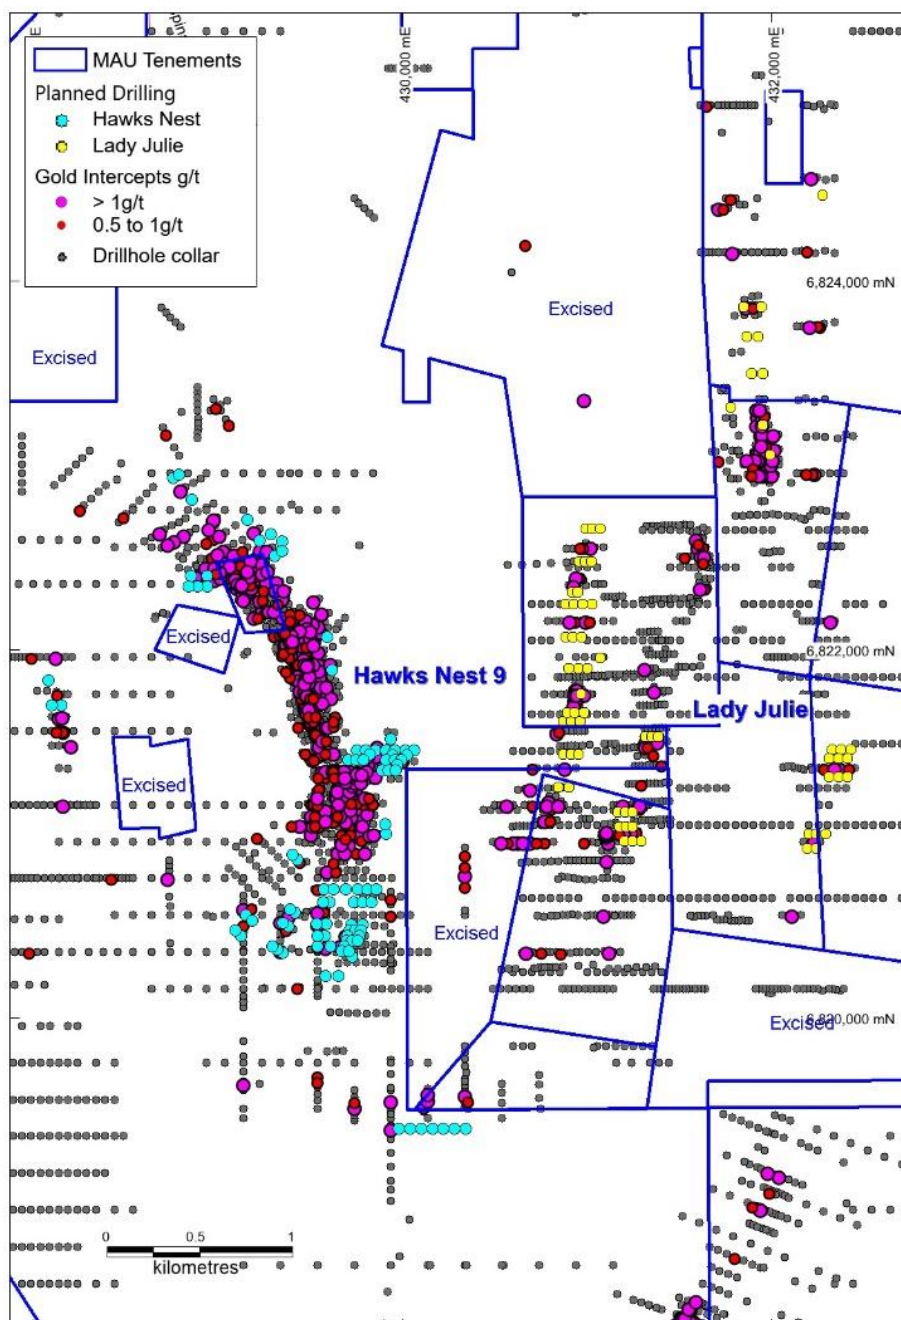 MAU Tenements
Planned Drilling
Hawks Nest
Lady Julie
Gold Intercepts g/t
> 1g/t
0.5 to 1g/t
Drillhole collar
430,000 mE
432,000 mE
6,824,000 mN
Excised
Excised
Excised
6,822,000 mN
Hawks Nest 9
Lady Julie
Excised
Excised
6,820,000 mN
Excised
0 0.5 1
kilometres